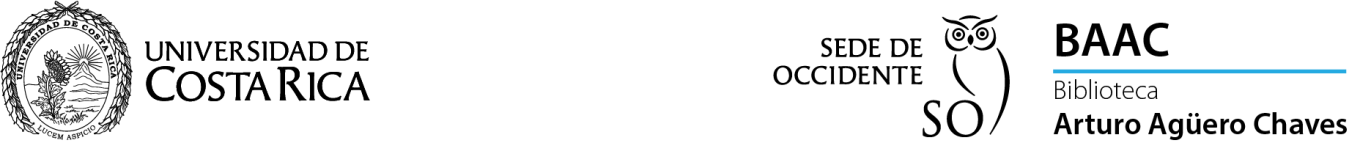 UNIVERSIDAD DE COSTA RICA
LUCEM ASPICIO
UNIVERSIDAD DE
COSTA RICA
SEDE DE
OCCIDENTE
SO
BAAC
Biblioteca
Arturo Agüero Chaves